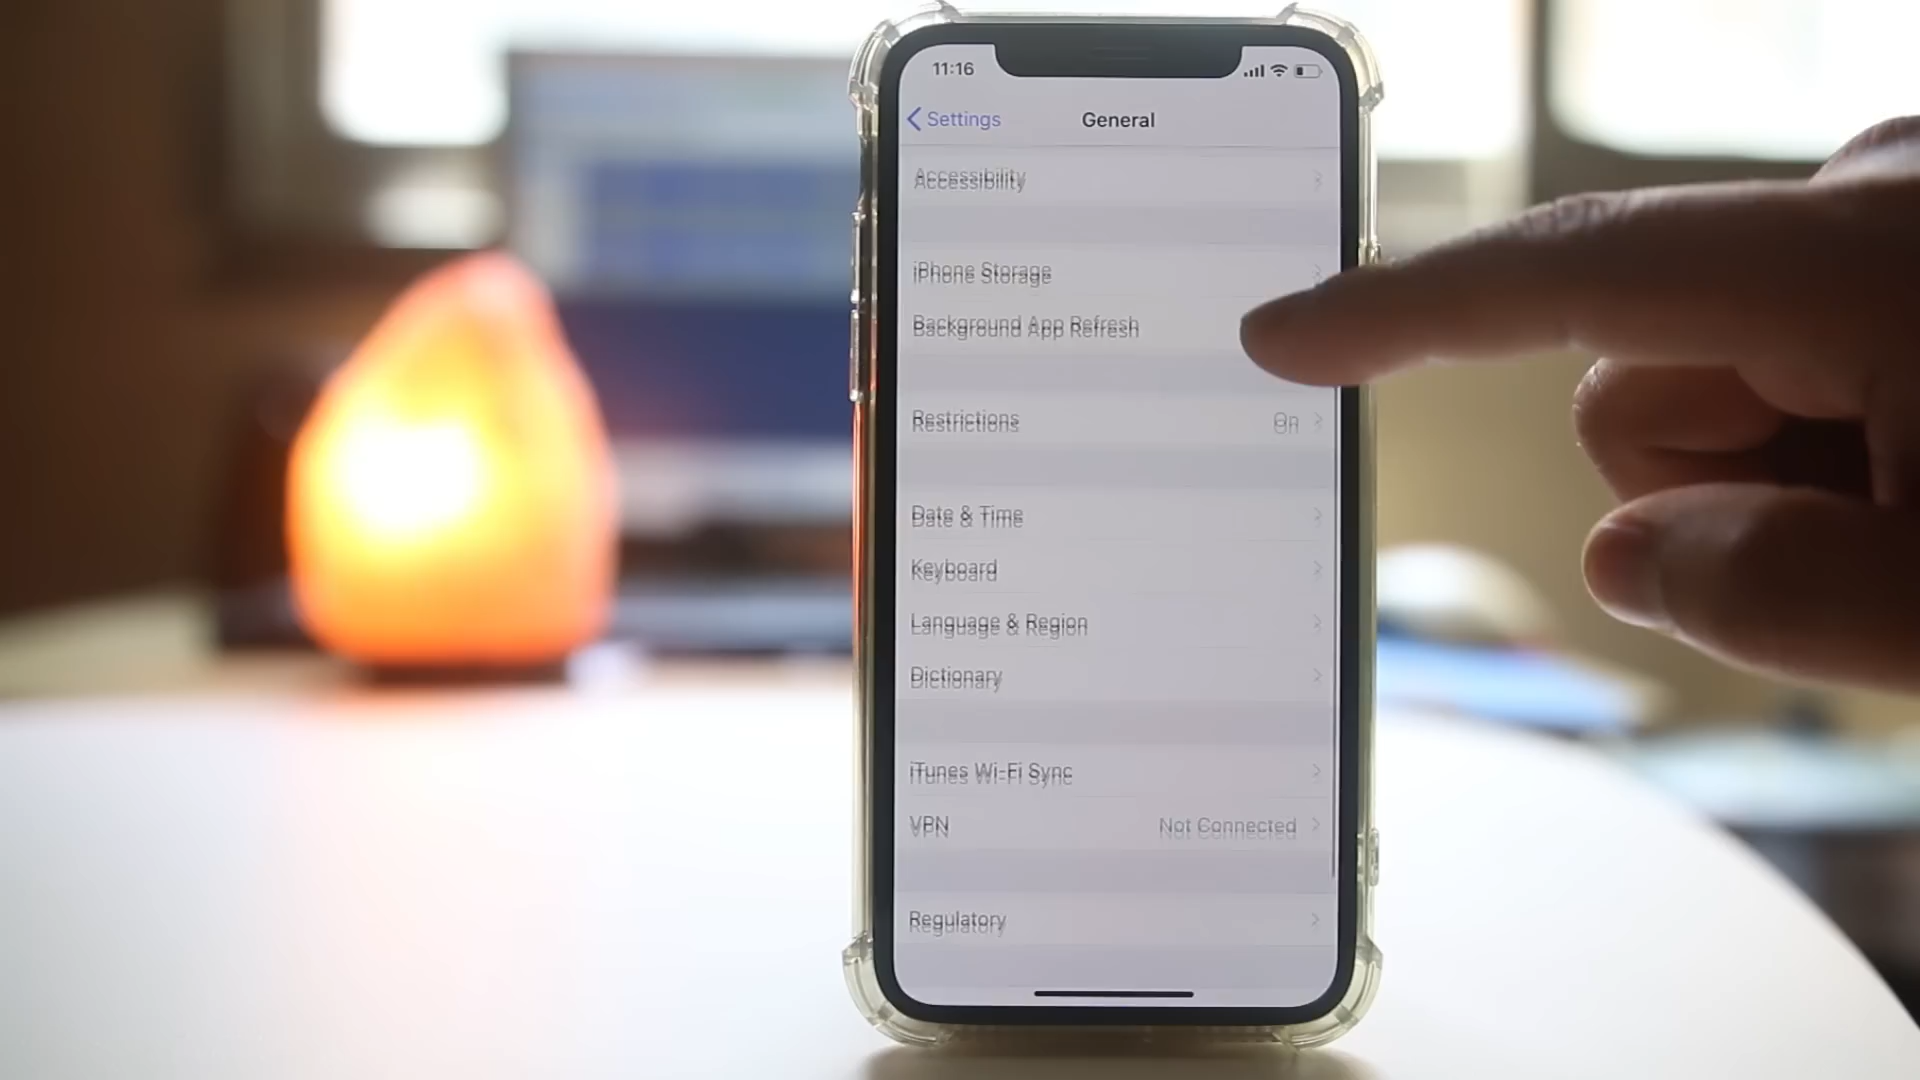 11:16
Settings
General
Accessibility
iPhone Storage
Background App Refresh
Restrictions On
Date & Time
Keyboard
Language & Region
Dictionary
iTunes Wi-Fi Sync
VPN Not Connected
Regulatory